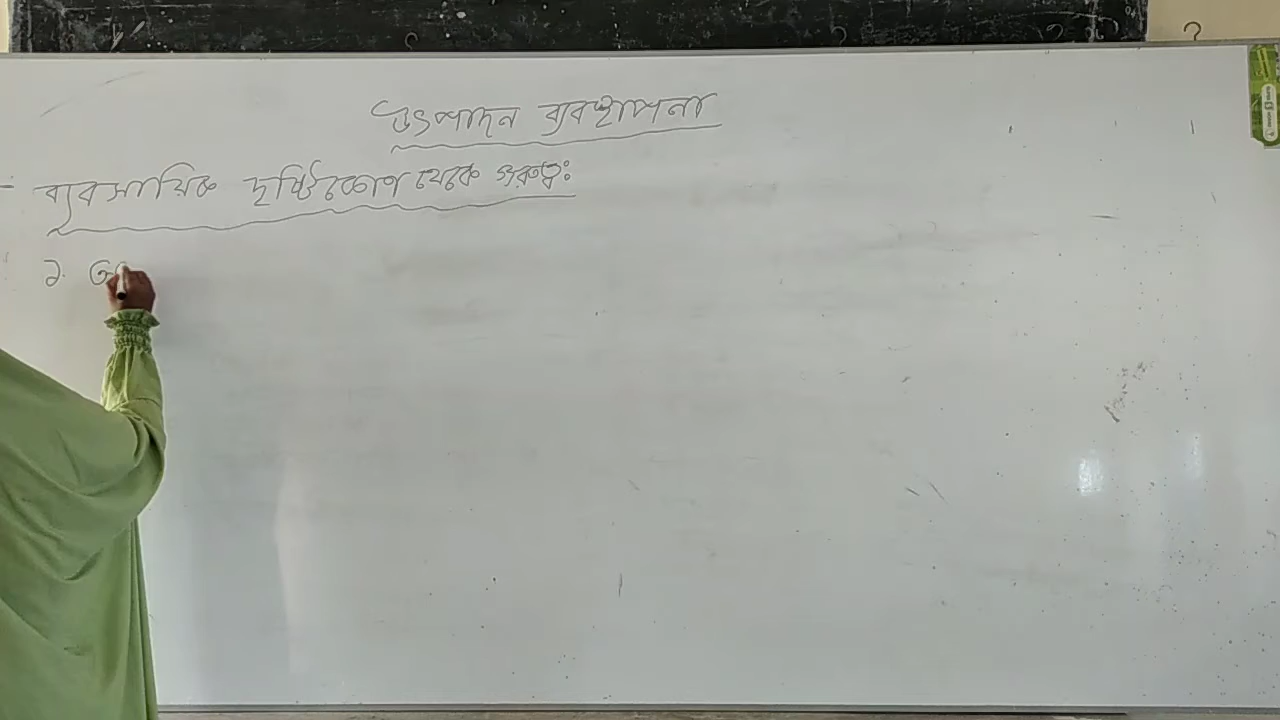 উৎপাদন ব্যবস্থাপনা
ব্যবসায়িক দৃষ্টিকোণ থেকে গুরুত্বঃ
১.